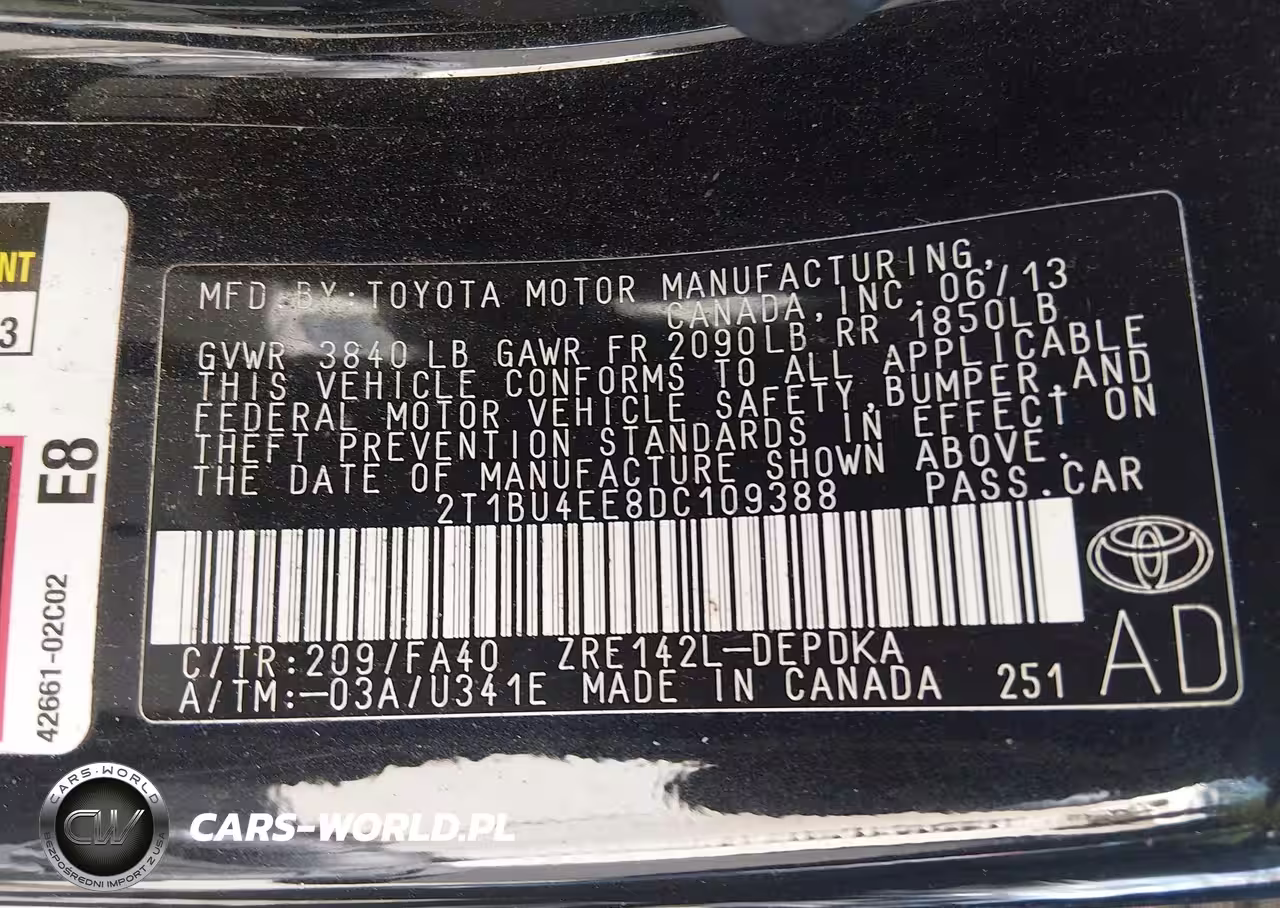 NT
3
E8
42661-02C02
MFD.BY:TOYOTA MOTOR MANUFACTURING,
CANADA,INC.06/13
GVWR 3840 LB GAWR FR 2090LB RR 1850LB
THIS VEHICLE CONFORMS TO ALL APPLICABLE
FEDERAL MOTOR VEHICLE SAFETY,BUMPER,AND
THEFT PREVENTION STANDARDS IN EFFECT ON
THE DATE OF MANUFACTURE SHOWN ABOVE.
2T1BU4EE8DC109388 PASS.CAR
C/TR:209/FA40 ZRE142L-DEPDKA
A/TM:-03A/U341E MADE IN CANADA 251
AD
CARS-WORLD
CW
BEZPOŚREDNI IMPORT Z USA
CARS-WORLD.PL